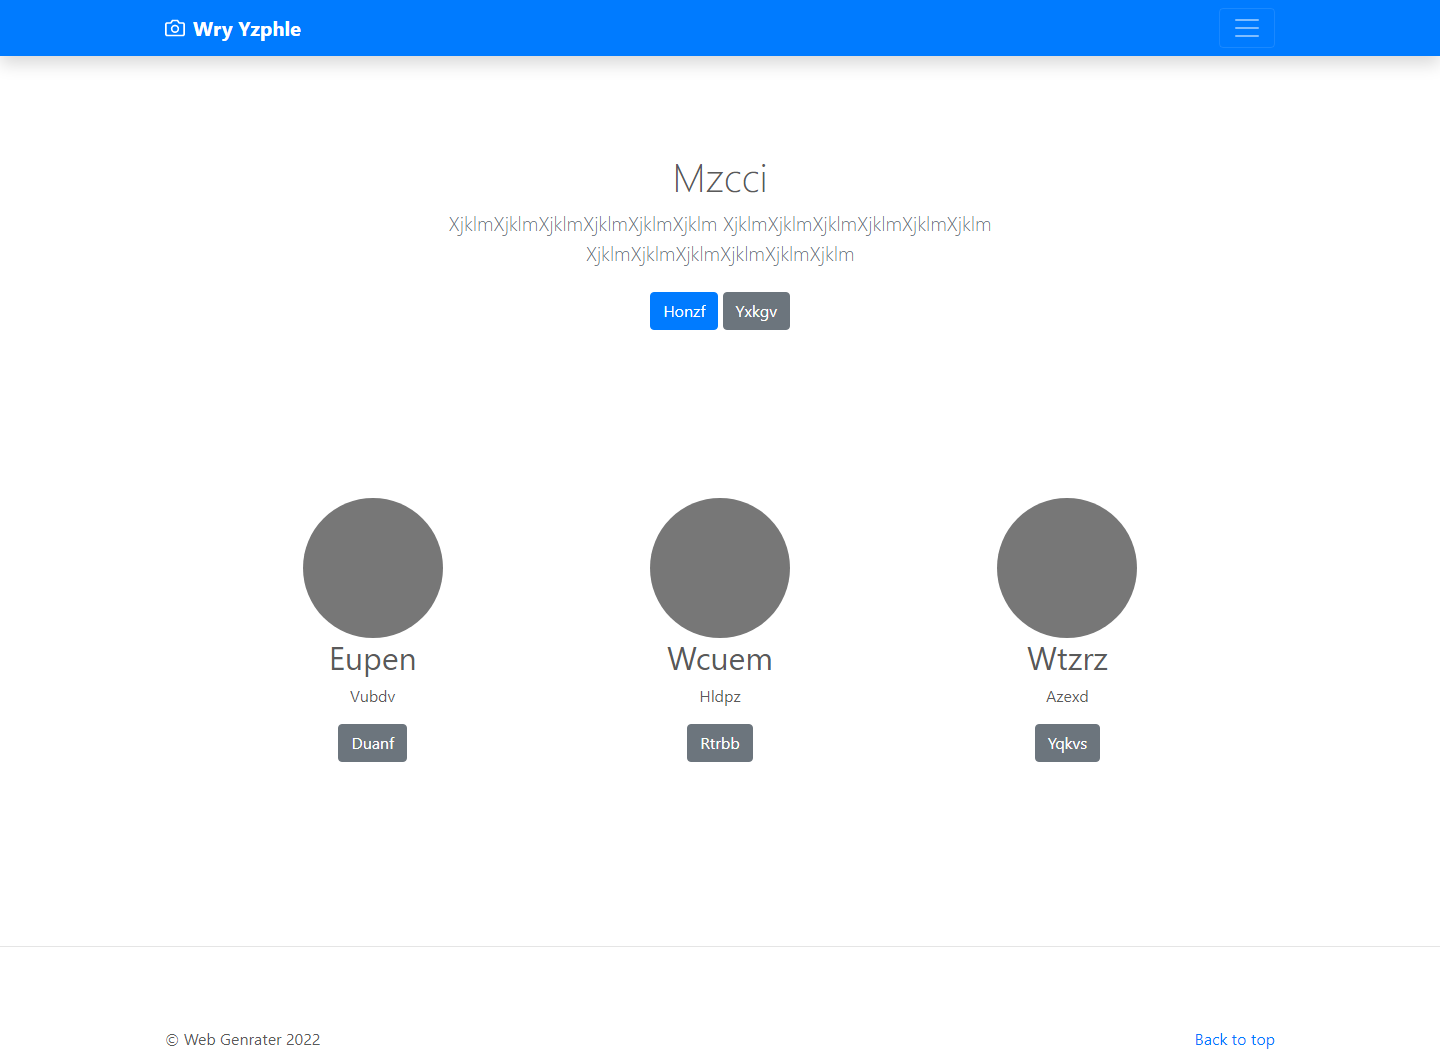 Wry Yzphle
Mzcci
XjklmXjklmXjklmXjklmXjklmXjklm XjklmXjklmXjklmXjklmXjklmXjklm
XjklmXjklmXjklmXjklmXjklmXjklm
Honzf Yxkgv
Eupen Wcuem Wtzrz
Vubdv Hldpz Azexd
Duanf Rtrbb Yqkvs
© Web Genrater 2022 Back to top